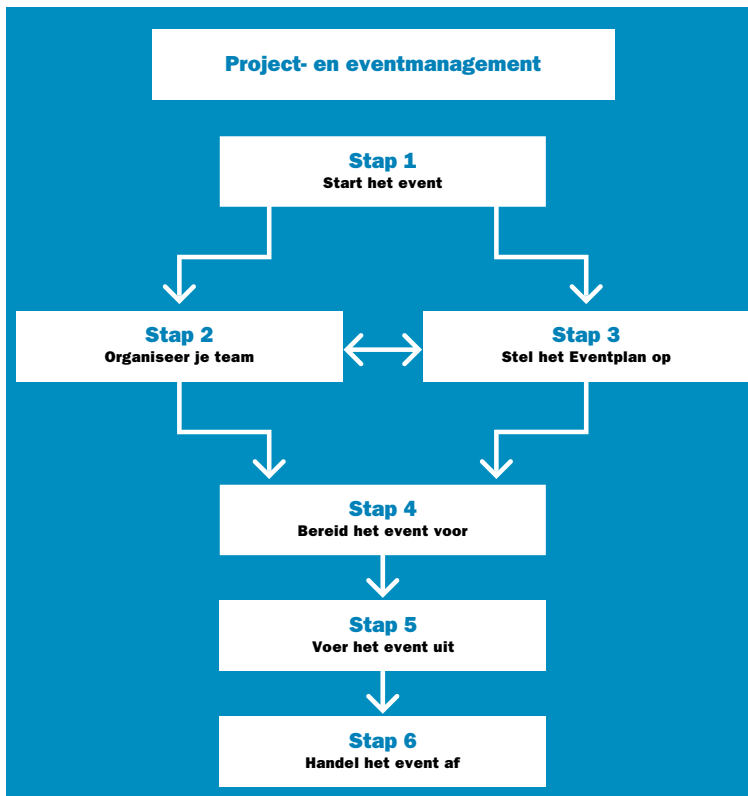 Project- en eventmanagement
Stap 1
Start het event
Stap 2
Organiseer je team
Stap 3
Stel het Eventplan op
Stap 4
Bereid het event voor
Stap 5
Voer het event uit
Stap 6
Handel het event af